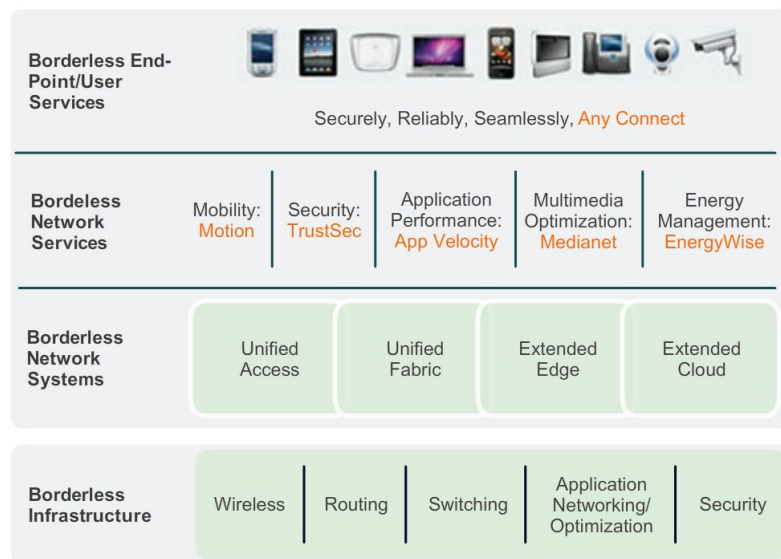 Borderless End-
Point/User
Services
Securely, Reliably, Seamlessly, Any Connect
Bordeless
Network
Services
Mobility:
Motion
Security:
TrustSec
Application
Performance:
App Velocity
Multimedia
Optimization:
Medianet
Energy
Management:
EnergyWise
Borderless
Network
Systems
Unified
Access
Unified
Fabric
Extended
Edge
Extended
Cloud
Borderless
Infrastructure
Wireless
Routing
Switching
Application
Networking/
Optimization
Security